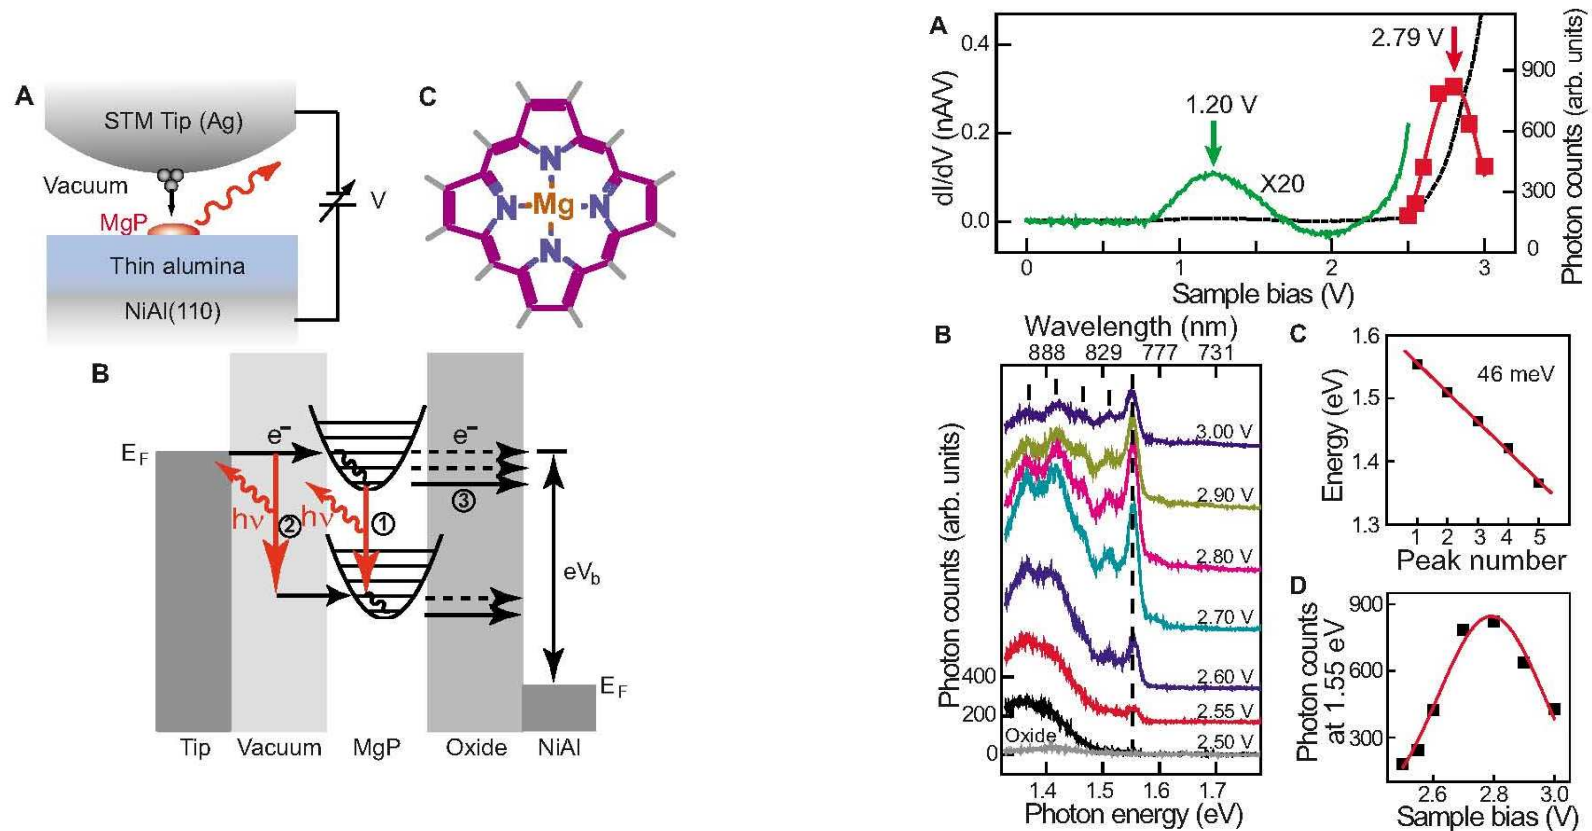 A
STM Tip (Ag)
Vacuum
MgP
V
Thin alumina
NiAl(110)
C
N
N Mg N
N
B
E_F
e⁻
e⁻
hν
②
hν
①
③
eV_b
E_F
Tip
Vacuum
MgP
Oxide
NiAl
A
dI/dV (nA/V)
0.4
0.2
0.0
1.20 V
X20
2.79 V
900
600
300
0
Photon counts (arb. units)
0 1 2 3
Sample bias (V)
B
Wavelength (nm)
888 829 777 731
Photon counts (arb. units)
400
200
0
3.00 V
2.90 V
2.80 V
2.70 V
2.60 V
2.55 V
2.50 V
Oxide
1.4 1.5 1.6 1.7
Photon energy (eV)
C
Energy (eV)
1.6
1.5
1.4
1.3
46 meV
1 2 3 4 5
Peak number
D
Photon counts
at 1.55 eV
900
600
300
2.6 2.8 3.0
Sample bias (V)